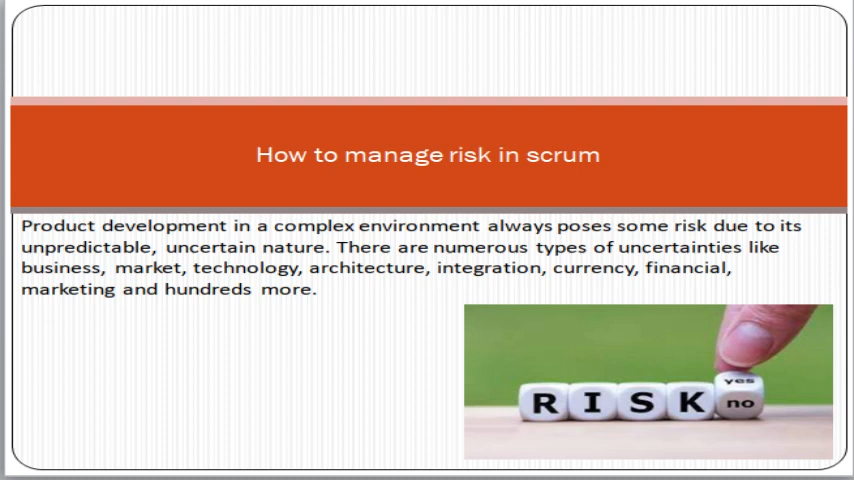 How to manage risk in scrum
Product development in a complex environment always poses some risk due to its
unpredictable, uncertain nature. There are numerous types of uncertainties like
business, market, technology, architecture, integration, currency, financial,
marketing and hundreds more.
RISK
yes
no